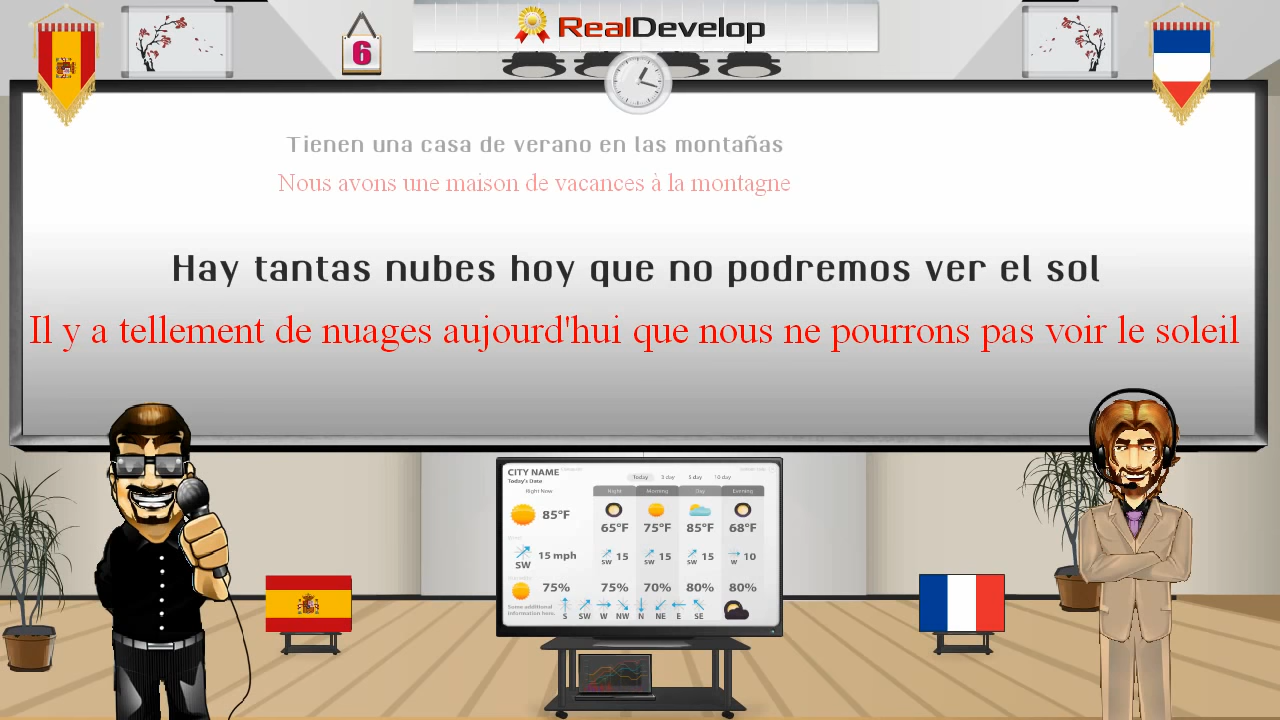 6
RealDevelop
Tienen una casa de verano en las montañas
Nous avons une maison de vacances à la montagne
Hay tantas nubes hoy que no podremos ver el sol
Il y a tellement de nuages aujourd'hui que nous ne pourrons pas voir le soleil
CITY NAME
Today's Date
Today 3 day 5 day 10 day
Right Now
Night Morning Day Evening
85°F
65°F 75°F 85°F 68°F
SW 15 mph
SW 15 SW 15 SW 15 W 10
75%
75% 70% 80% 80%
Some additional
information here.
S SW W NW N NE E SE